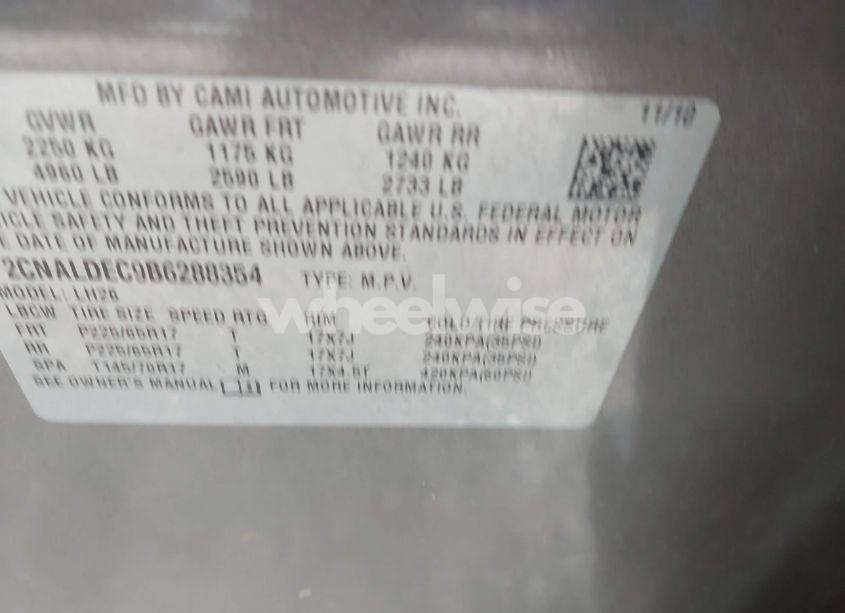 MFD BY CAMI AUTOMOTIVE INC. 11/10
GVWR GAWR FRT GAWR RR
2250 KG 1175 KG 1240 KG
4960 LB 2590 LB 2733 LB
VEHICLE CONFORMS TO ALL APPLICABLE U.S. FEDERAL MOTOR
ICLE SAFETY AND THEFT PREVENTION STANDARDS IN EFFECT ON
E DATE OF MANUFACTURE SHOWN ABOVE.
TYPE: M.P.V.
wheelwise
MODEL: LH26
TIRE SIZE SPEED RTG RIM COLD TIRE PRESSURE
FRT P225/65R17 T 17X7J 240KPA(35PSI)
RR P225/65R17 T 17X7J 240KPA(35PSI)
SPA T145/70R17 M 17X4.5T 420KPA(60PSI)
SEE OWNER'S MANUAL FOR MORE INFORMATION.